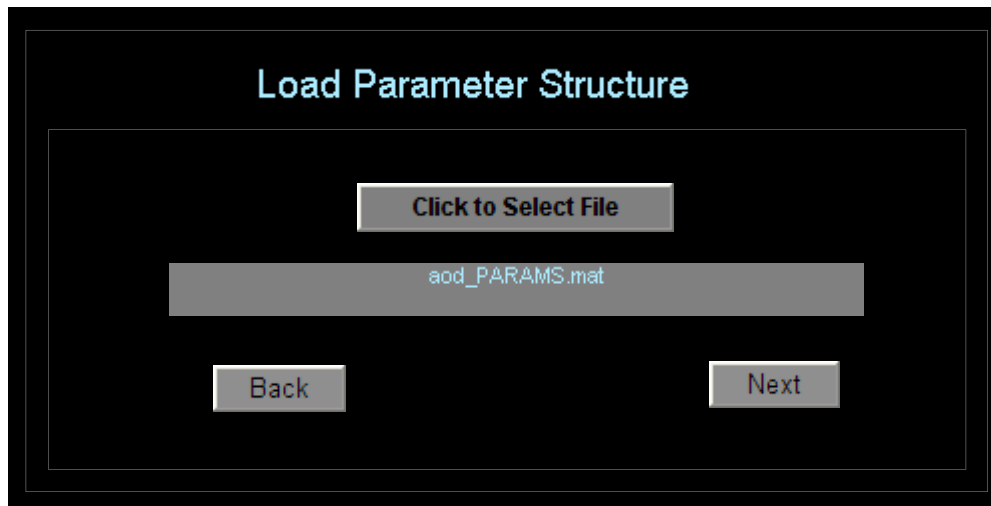 Load Parameter Structure
Click to Select File
aod_PARAMS.mat
Back
Next